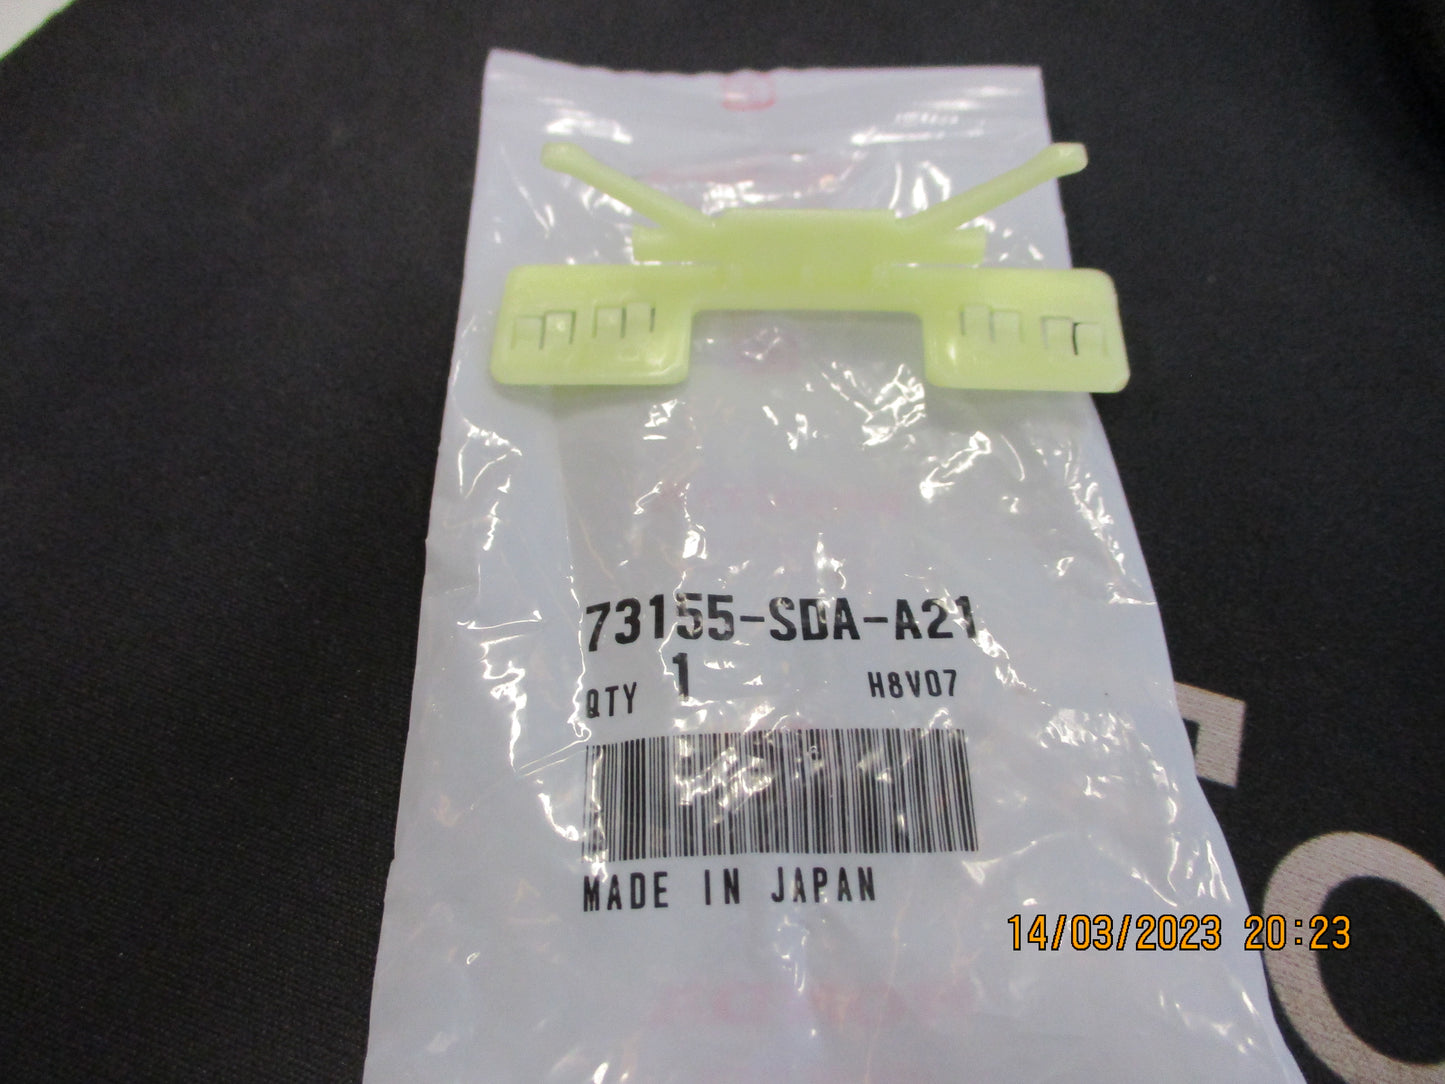 73155-SDA-A21
QTY 1 H8V07
MADE IN JAPAN
14/03/2023 20:23